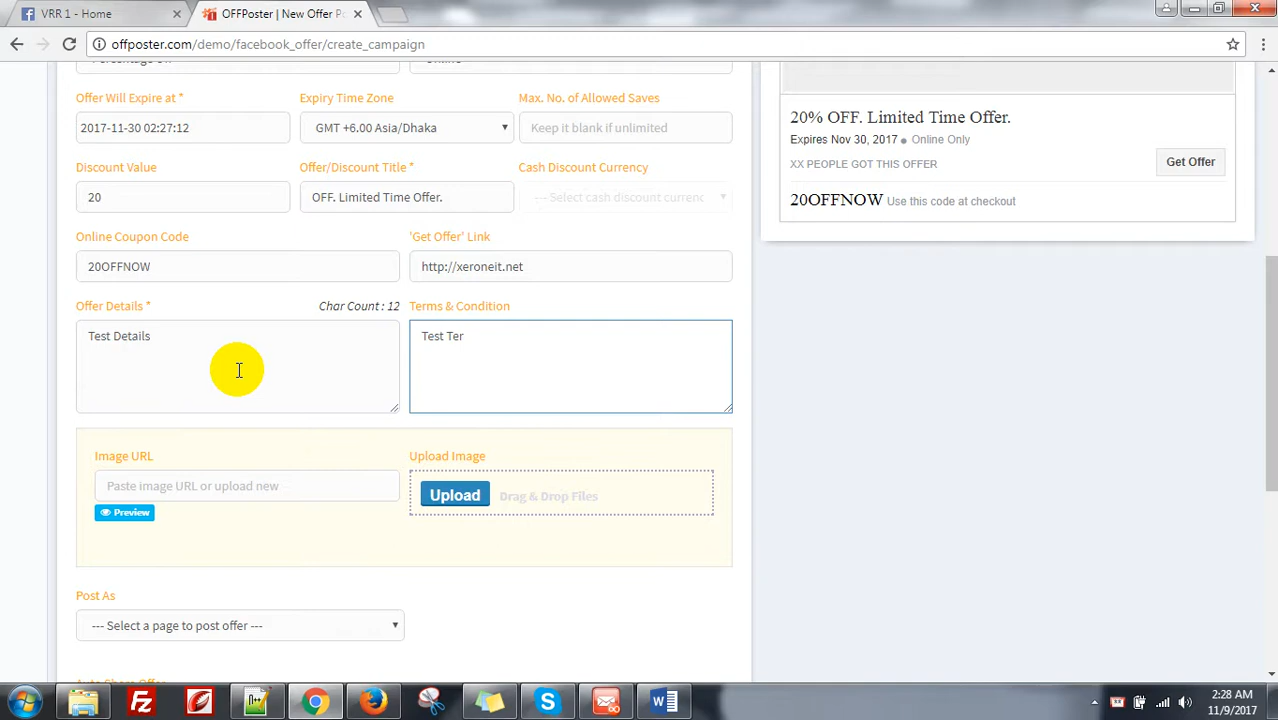 VRR 1 - Home
OFFPoster | New Offer P
offposter.com/demo/facebook_offer/create_campaign
Offer Will Expire at *
Expiry Time Zone
Max. No. of Allowed Saves
2017-11-30 02:27:12
GMT +6.00 Asia/Dhaka
Keep it blank if unlimited
Discount Value
Offer/Discount Title *
Cash Discount Currency
20
OFF. Limited Time Offer.
--- Select cash discount currenc
Online Coupon Code
'Get Offer' Link
20OFFNOW
http://xeroneit.net
Offer Details *
Char Count : 12
Terms & Condition
Test Details
Test Ter
Image URL
Upload Image
Paste image URL or upload new
Upload
Drag & Drop Files
Preview
Post As
--- Select a page to post offer ---
20% OFF. Limited Time Offer.
Expires Nov 30, 2017 ● Online Only
XX PEOPLE GOT THIS OFFER
Get Offer
20OFFNOW Use this code at checkout
2:28 AM
11/9/2017